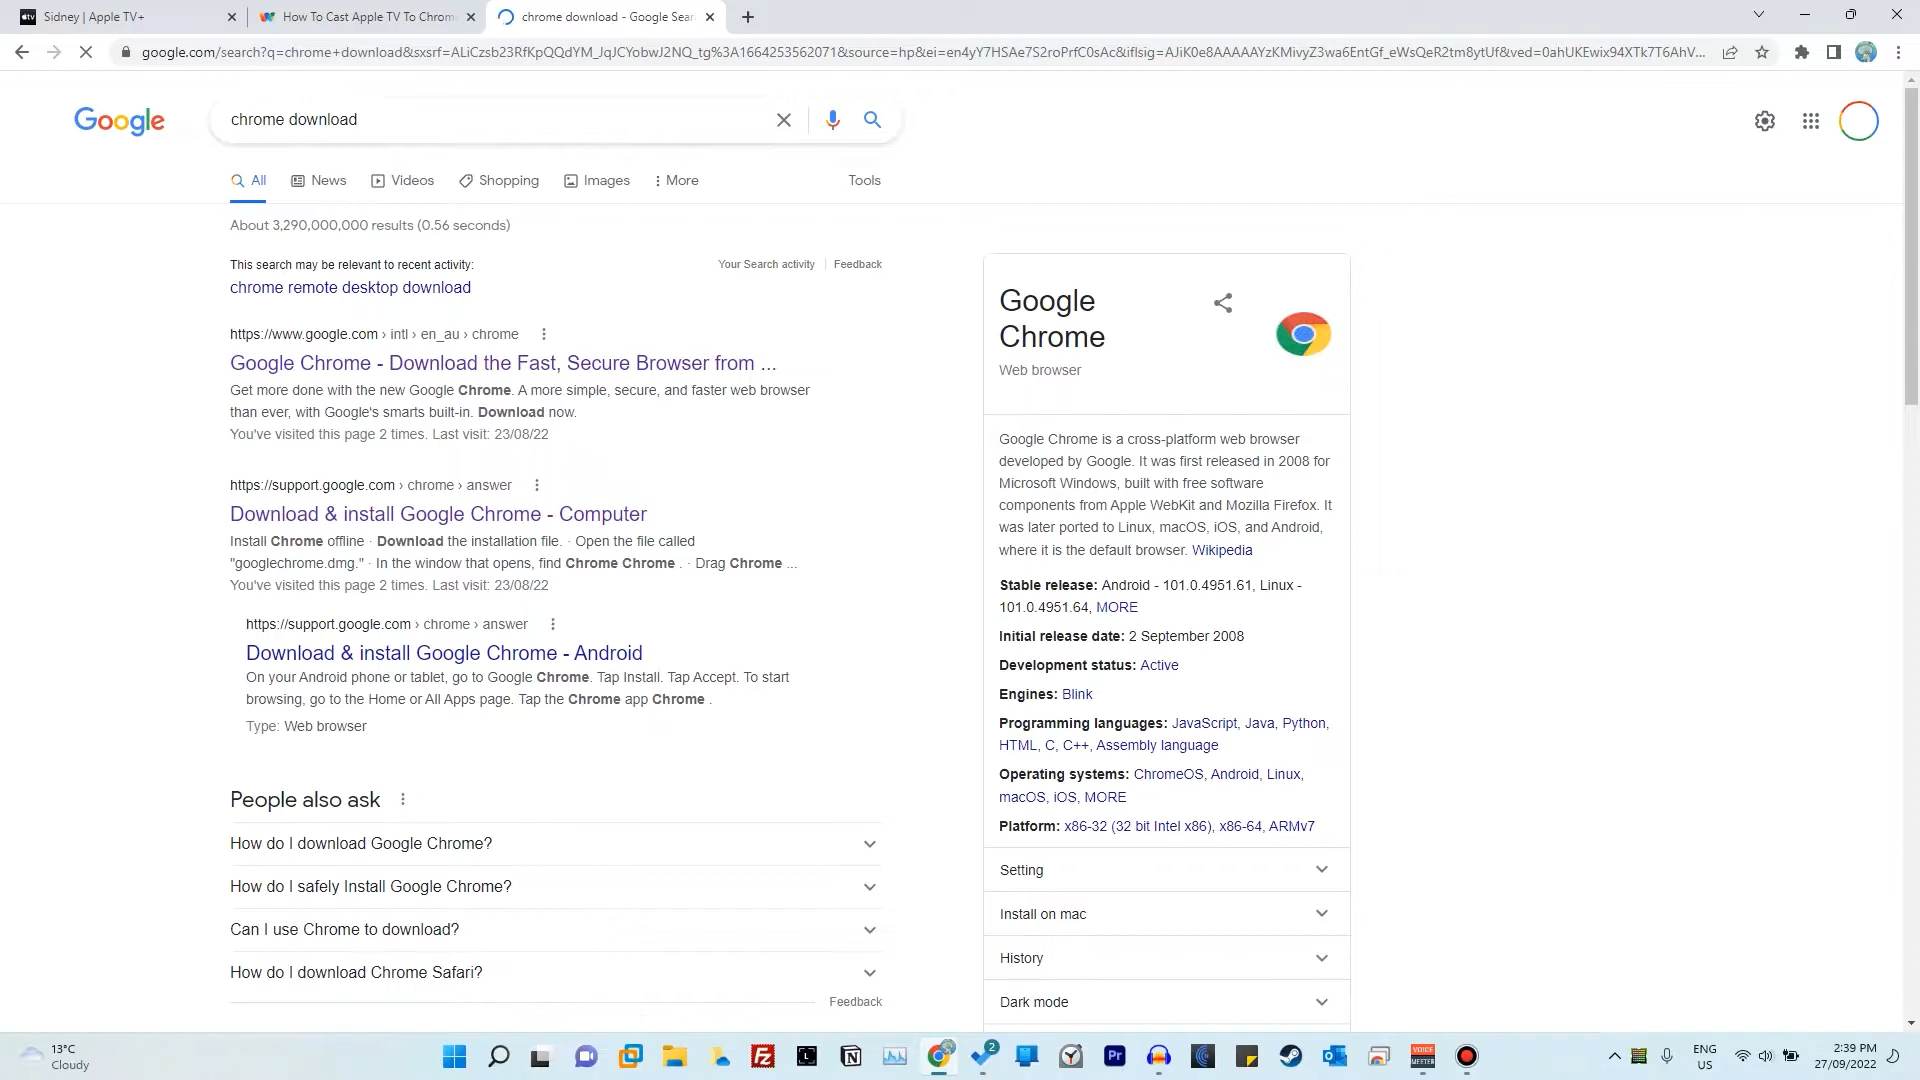 Sidney | Apple TV+
How To Cast Apple TV To Chrom
chrome download - Google Sear
google.com/search?q=chrome+download&sxsrf=ALiCzsb23RfKpQQdYM_JqJCYobwJ2NQ_tg%3A1664253562071&source=hp&ei=en4yY7HSAe7S2roPrfC0sAc&iflsig=AJiK0e8AAAAAYzKMivyZ3wa6EntGf_eWsQeR2tm8ytUf&ved=0ahUKEwix94XTk7T6AhV...
Google
chrome download
All
News
Videos
Shopping
Images
More
Tools
About 3,290,000,000 results (0.56 seconds)
This search may be relevant to recent activity:
Your Search activity
Feedback
chrome remote desktop download
https://www.google.com › intl › en_au › chrome
Google Chrome - Download the Fast, Secure Browser from ...
Get more done with the new Google Chrome. A more simple, secure, and faster web browser
than ever, with Google's smarts built-in. Download now.
You've visited this page 2 times. Last visit: 23/08/22
https://support.google.com › chrome › answer
Download & install Google Chrome - Computer
Install Chrome offline · Download the installation file. · Open the file called
"googlechrome.dmg." · In the window that opens, find Chrome Chrome . · Drag Chrome ...
You've visited this page 2 times. Last visit: 23/08/22
https://support.google.com › chrome › answer
Download & install Google Chrome - Android
On your Android phone or tablet, go to Google Chrome. Tap Install. Tap Accept. To start
browsing, go to the Home or All Apps page. Tap the Chrome app Chrome .
Type: Web browser
People also ask
How do I download Google Chrome?
How do I safely Install Google Chrome?
Can I use Chrome to download?
How do I download Chrome Safari?
Feedback
Google
Chrome
Web browser
Google Chrome is a cross-platform web browser
developed by Google. It was first released in 2008 for
Microsoft Windows, built with free software
components from Apple WebKit and Mozilla Firefox. It
was later ported to Linux, macOS, iOS, and Android,
where it is the default browser. Wikipedia
Stable release: Android - 101.0.4951.61, Linux -
101.0.4951.64, MORE
Initial release date: 2 September 2008
Development status: Active
Engines: Blink
Programming languages: JavaScript, Java, Python,
HTML, C, C++, Assembly language
Operating systems: ChromeOS, Android, Linux,
macOS, iOS, MORE
Platform: x86-32 (32 bit Intel x86), x86-64, ARMv7
Setting
Install on mac
History
Dark mode
13°C
Cloudy
2
Pr
VOICE
MEETER
ENG
US
2:39 PM
27/09/2022